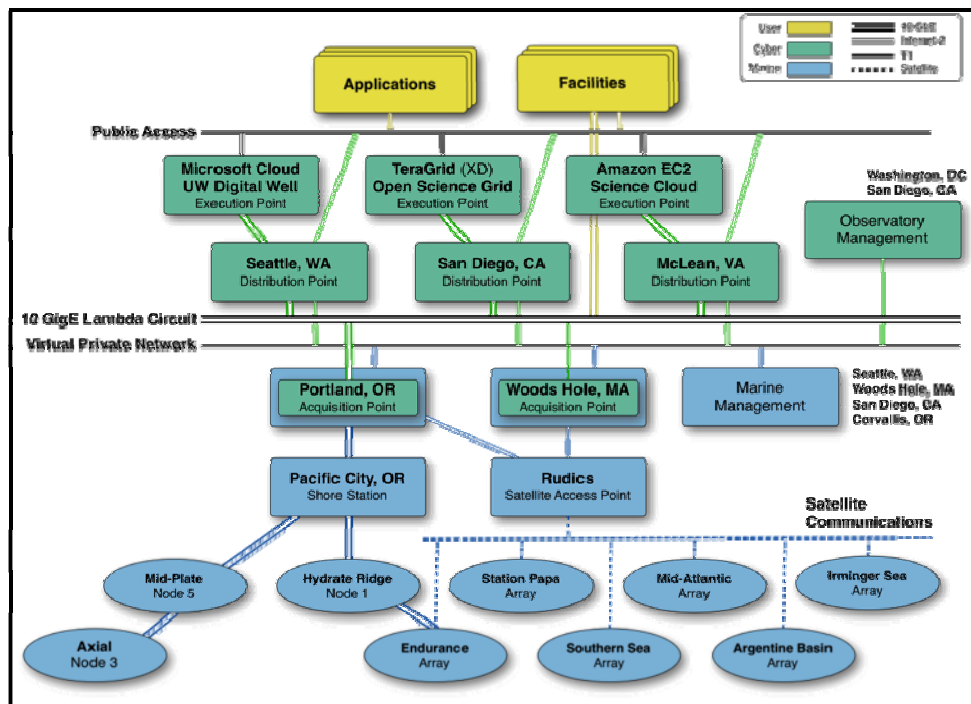 User
Cyber
Marine
10 GigE
Internet-2
T1
Satellite
Applications
Facilities
Public Access
Microsoft Cloud
UW Digital Well
Execution Point
TeraGrid (XD)
Open Science Grid
Execution Point
Amazon EC2
Science Cloud
Execution Point
Washington, DC
San Diego, CA
Observatory
Management
Seattle, WA
Distribution Point
San Diego, CA
Distribution Point
McLean, VA
Distribution Point
10 GigE Lambda Circuit
Virtual Private Network
Portland, OR
Acquisition Point
Woods Hole, MA
Acquisition Point
Marine
Management
Seattle, WA
Woods Hole, MA
San Diego, CA
Corvallis, OR
Pacific City, OR
Shore Station
Rudics
Satellite Access Point
Satellite
Communications
Mid-Plate
Node 5
Hydrate Ridge
Node 1
Station Papa
Array
Mid-Atlantic
Array
Irminger Sea
Array
Axial
Node 3
Endurance
Array
Southern Sea
Array
Argentine Basin
Array